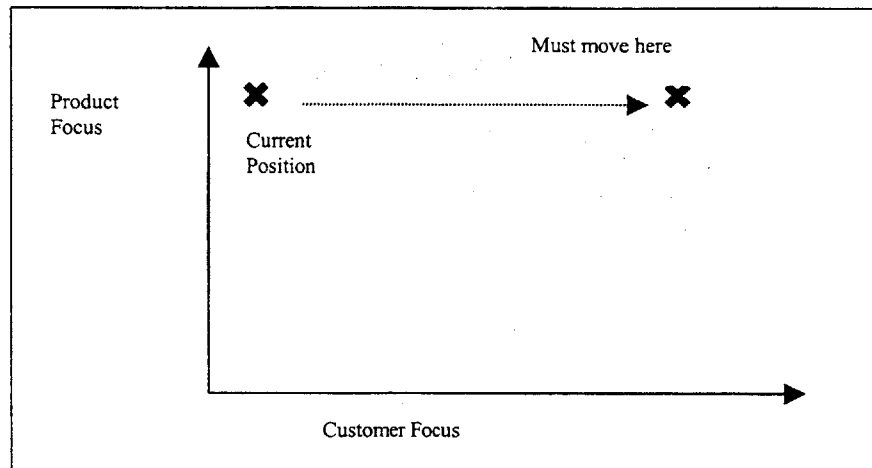 Must move here
Product
Focus
Current
Position
Customer Focus